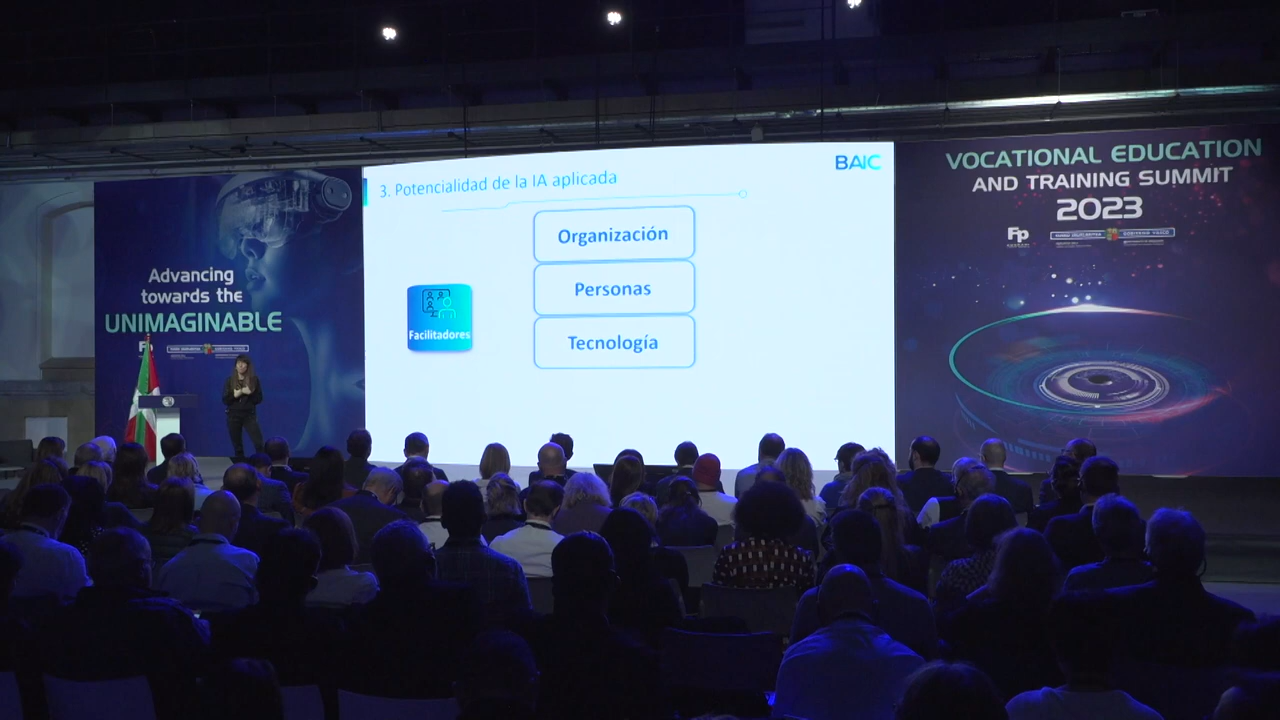 Advancing
towards the
UNIMAGINABLE
3. Potencialidad de la IA aplicada
BAIC
Organización
Personas
Tecnología
Facilitadores
VOCATIONAL EDUCATION
AND TRAINING SUMMIT
2023
Fp